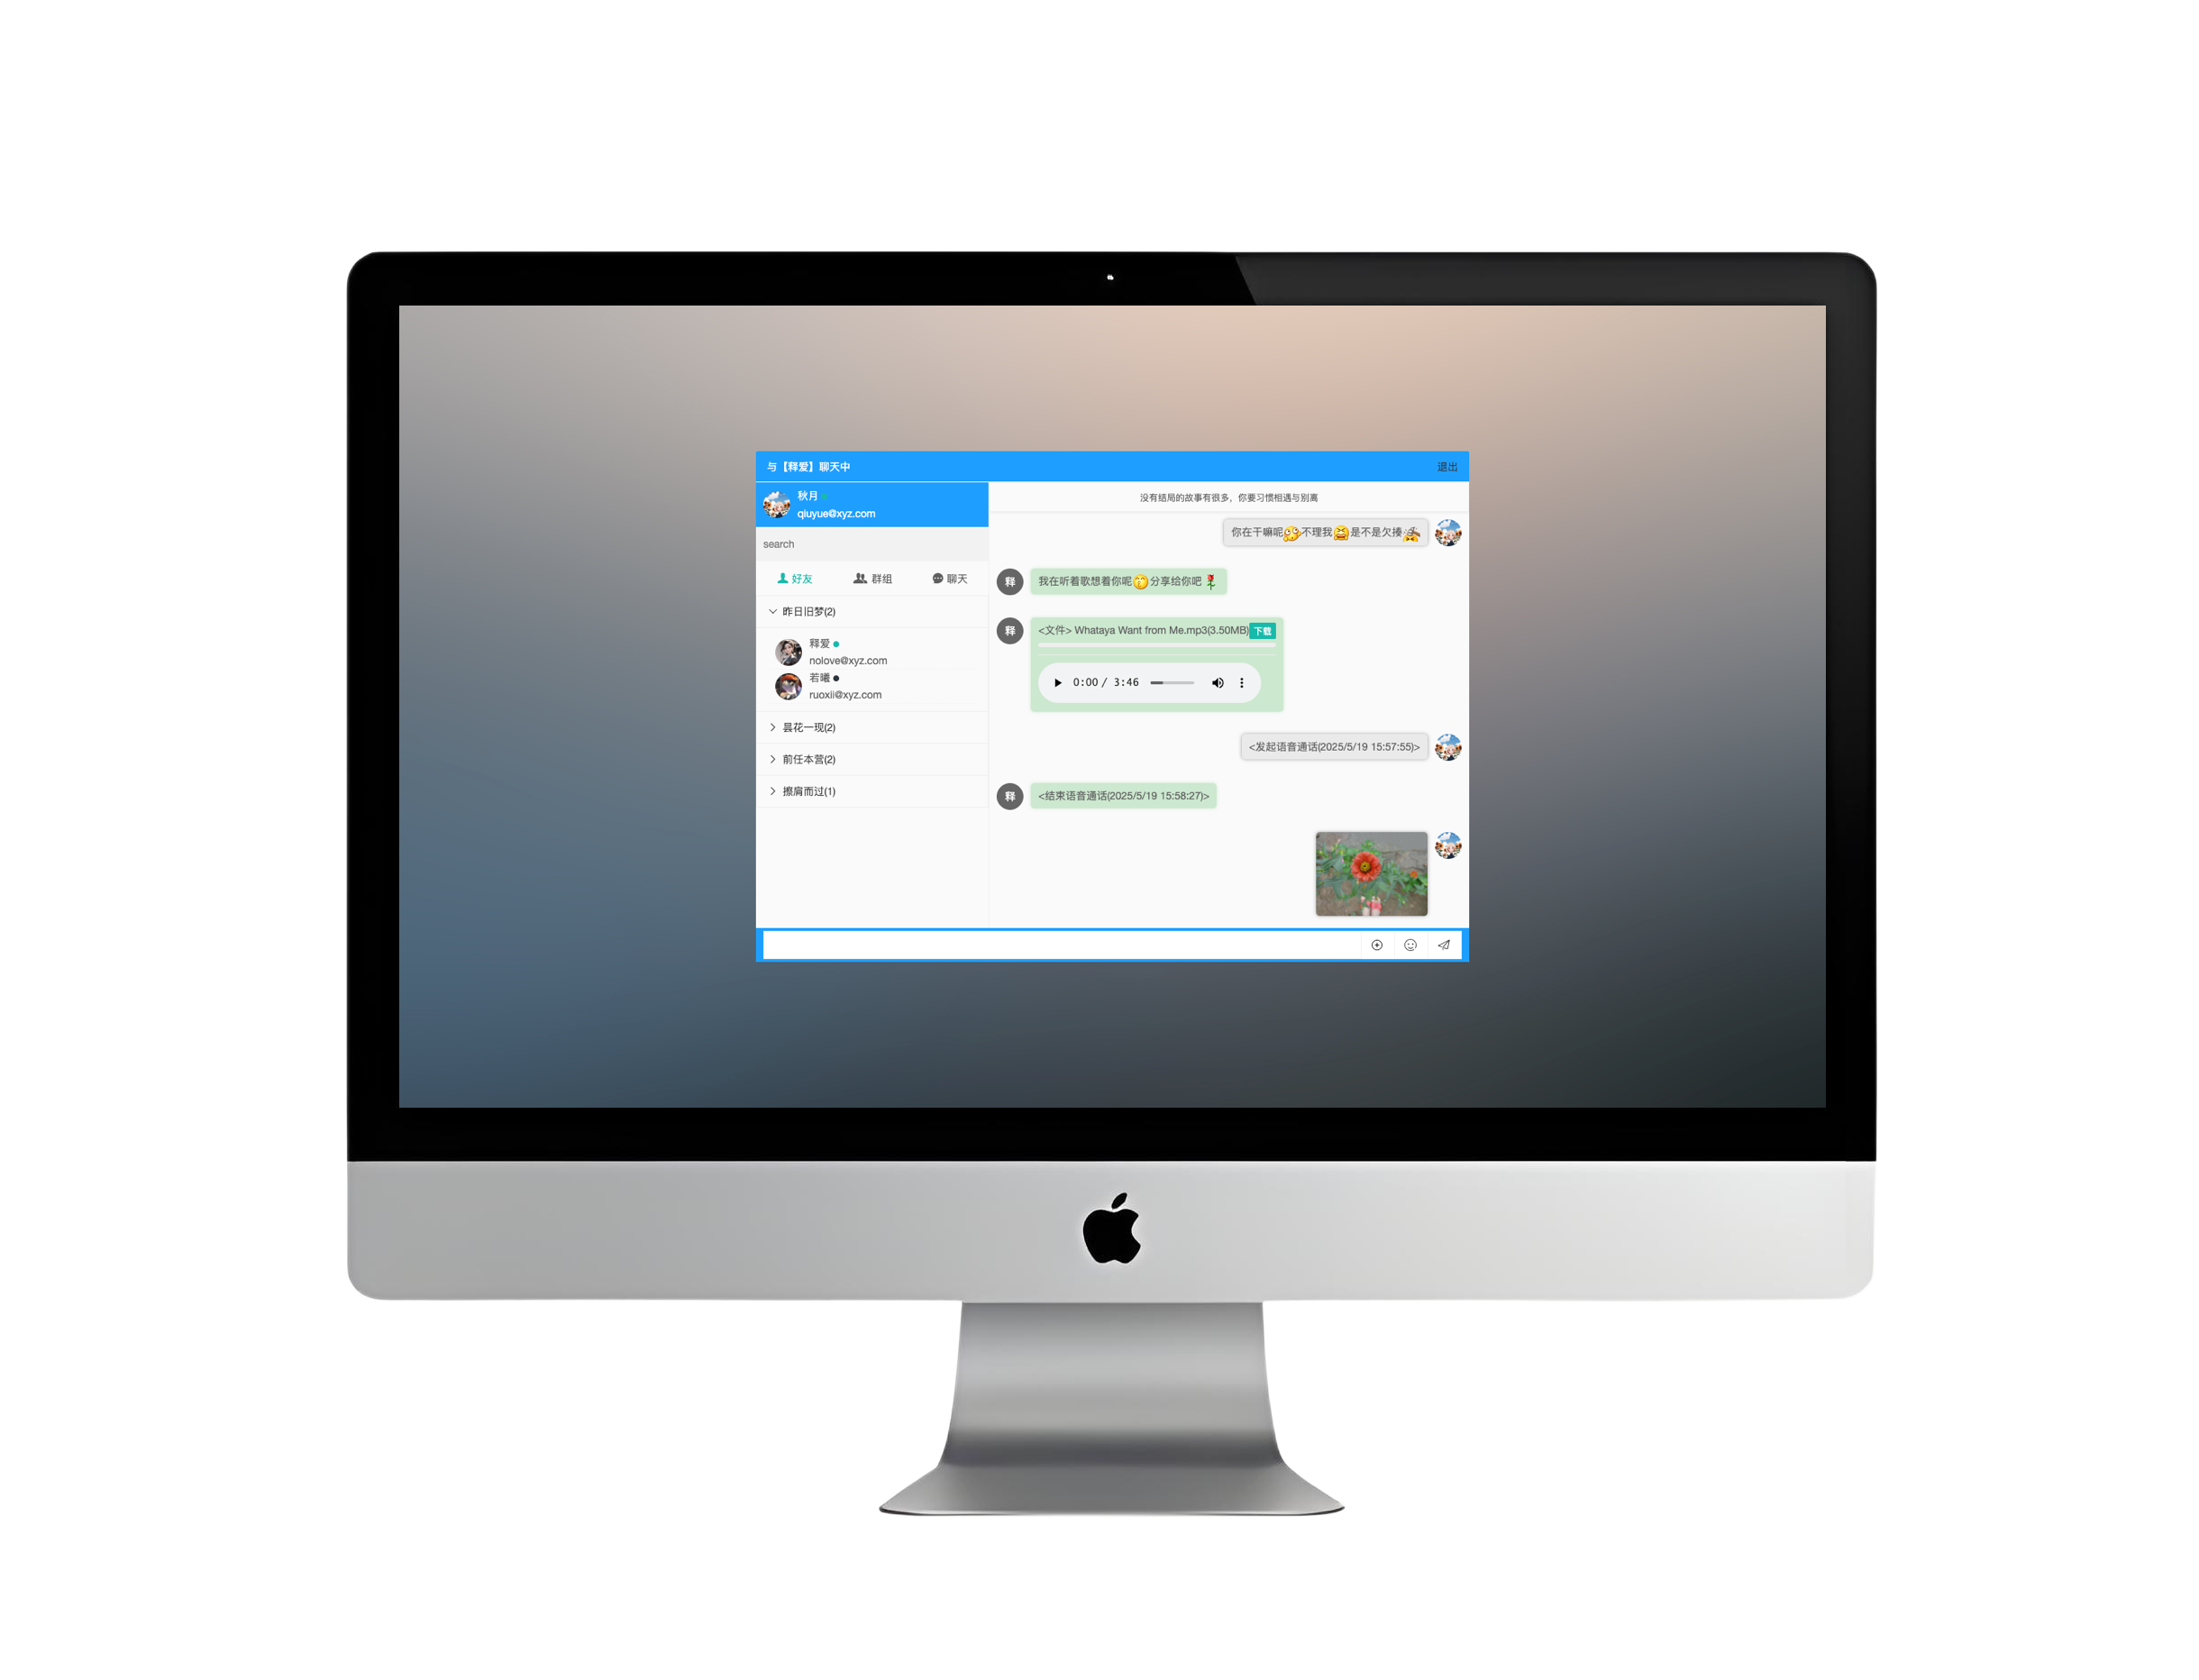 与【释爱】聊天中
退出
秋月
qiuyue@xyz.com
search
好友 群组 聊天
昨日旧梦(2)
释爱
nolove@xyz.com
若曦
ruoxii@xyz.com
昙花一现(2)
前任本营(2)
擦肩而过(1)
没有结局的故事有很多，你要习惯相遇与别离
你在干嘛呢不理我是不是欠揍
释
我在听着歌想着你呢分享给你吧
释
<文件> Whataya Want from Me.mp3(3.50MB)下载
0:00 / 3:46
<发起语音通话(2025/5/19 15:57:55)>
释
<结束语音通话(2025/5/19 15:58:27)>